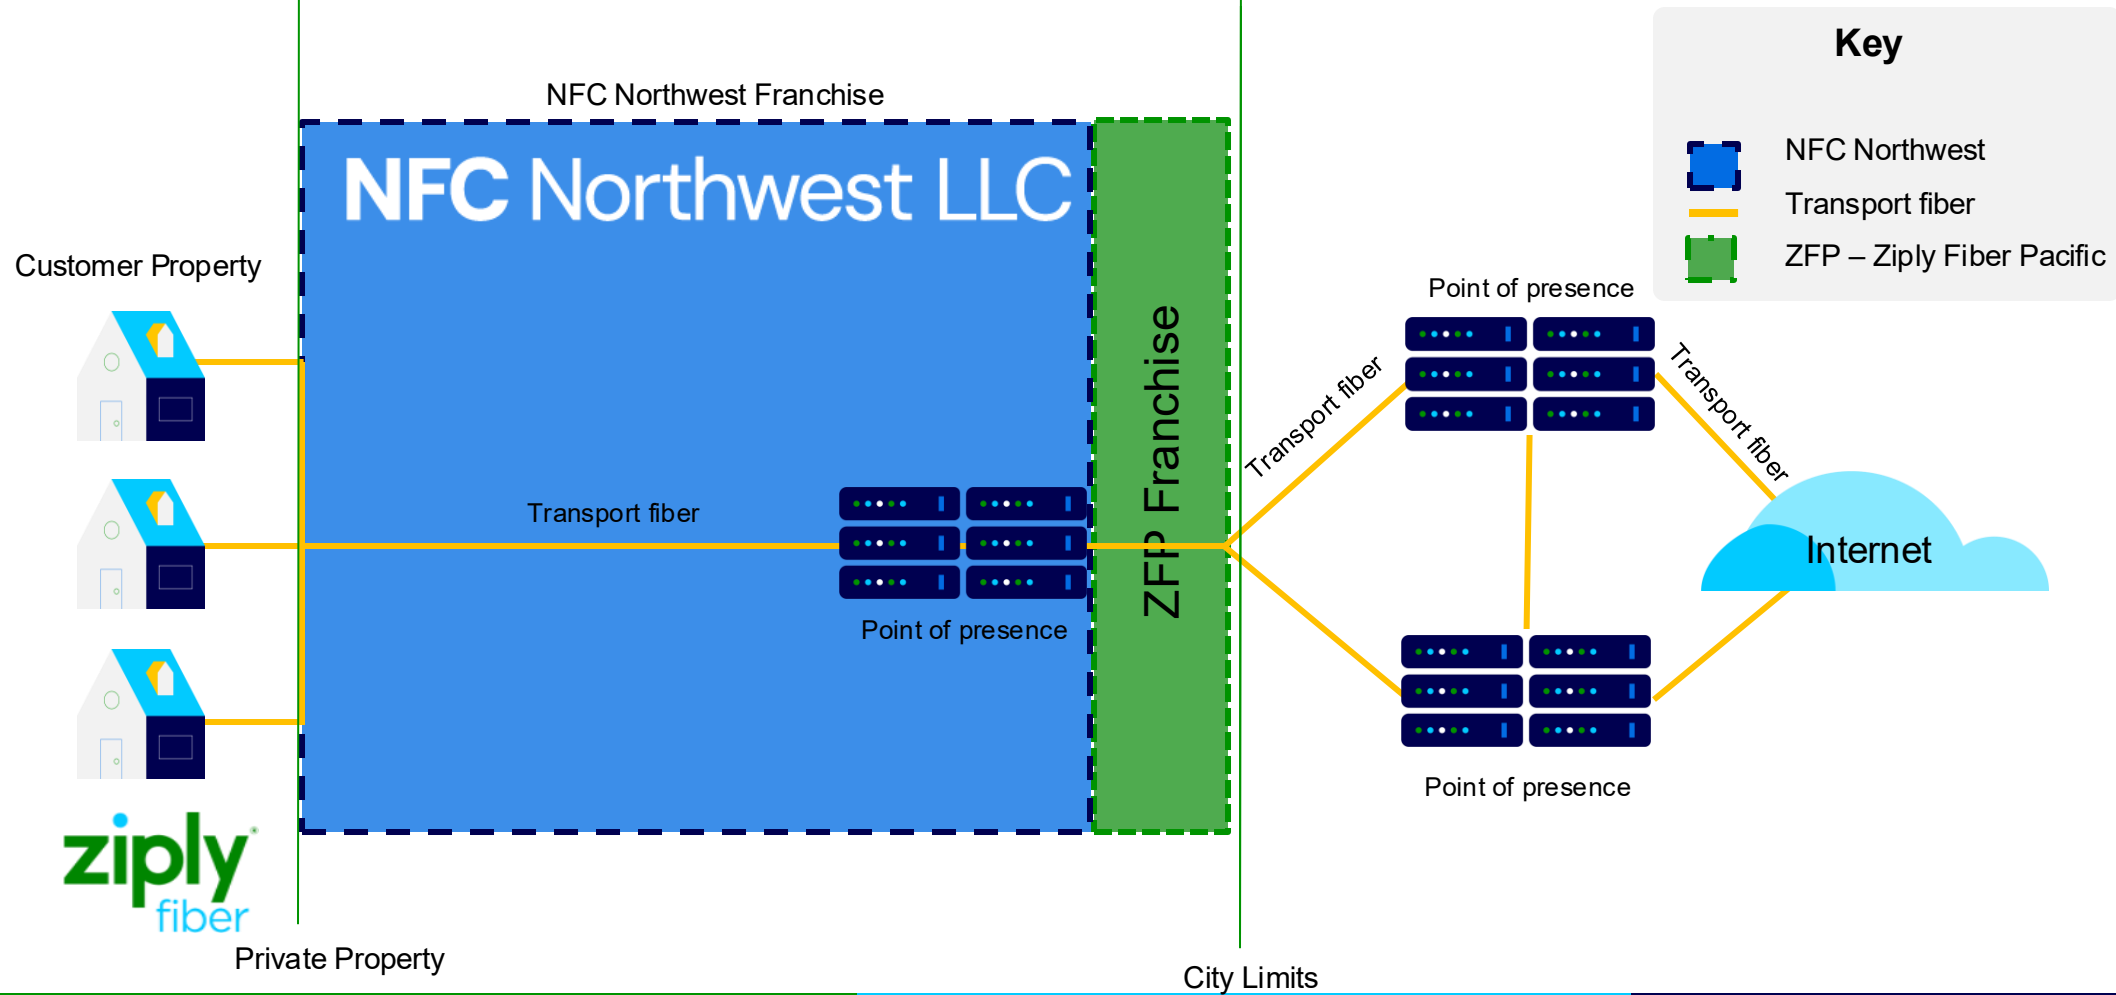 Key
NFC Northwest
Transport fiber
ZFP – Ziply Fiber Pacific
NFC Northwest Franchise
NFC Northwest LLC
Customer Property
Transport fiber
Point of presence
ZFP Franchise
Point of presence
Transport fiber
Transport fiber
Internet
Point of presence
ziply®
fiber
Private Property
City Limits